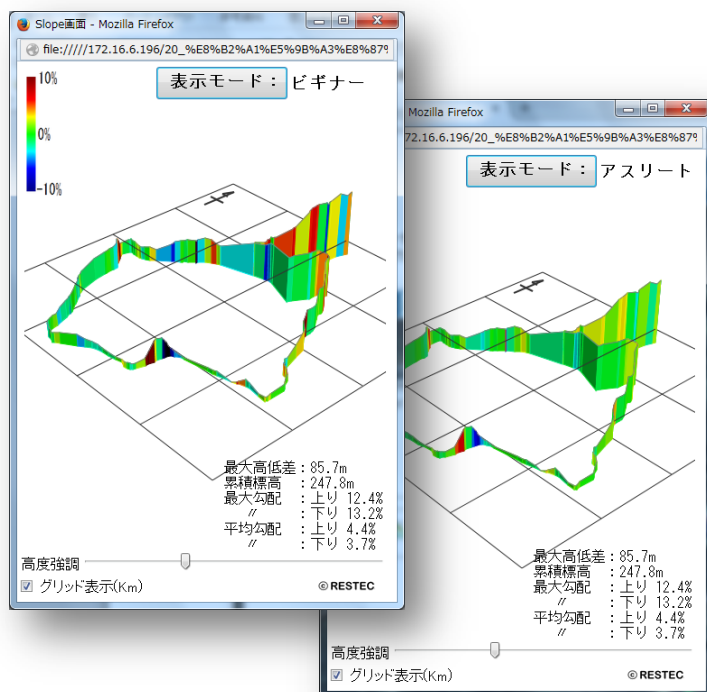 Slope画面 - Mozilla Firefox
file://///172.16.6.196/20_%E8%B2%A1%E5%9B%A3%E8%87%9
表示モード： ビギナー
10%
0%
-10%
最大高低差：85.7m
累積標高　：247.8m
最大勾配　：上り 12.4%
〃　：下り 13.2%
平均勾配　：上り 4.4%
〃　：下り 3.7%
高度強調
グリッド表示(Km)
© RESTEC
Mozilla Firefox
72.16.6.196/20_%E8%B2%A1%E5%9B%A3%E8%87%
表示モード： アスリート
最大高低差：85.7m
累積標高　：247.8m
最大勾配　：上り 12.4%
〃　：下り 13.2%
平均勾配　：上り 4.4%
〃　：下り 3.7%
高度強調
グリッド表示(Km)
© RESTEC